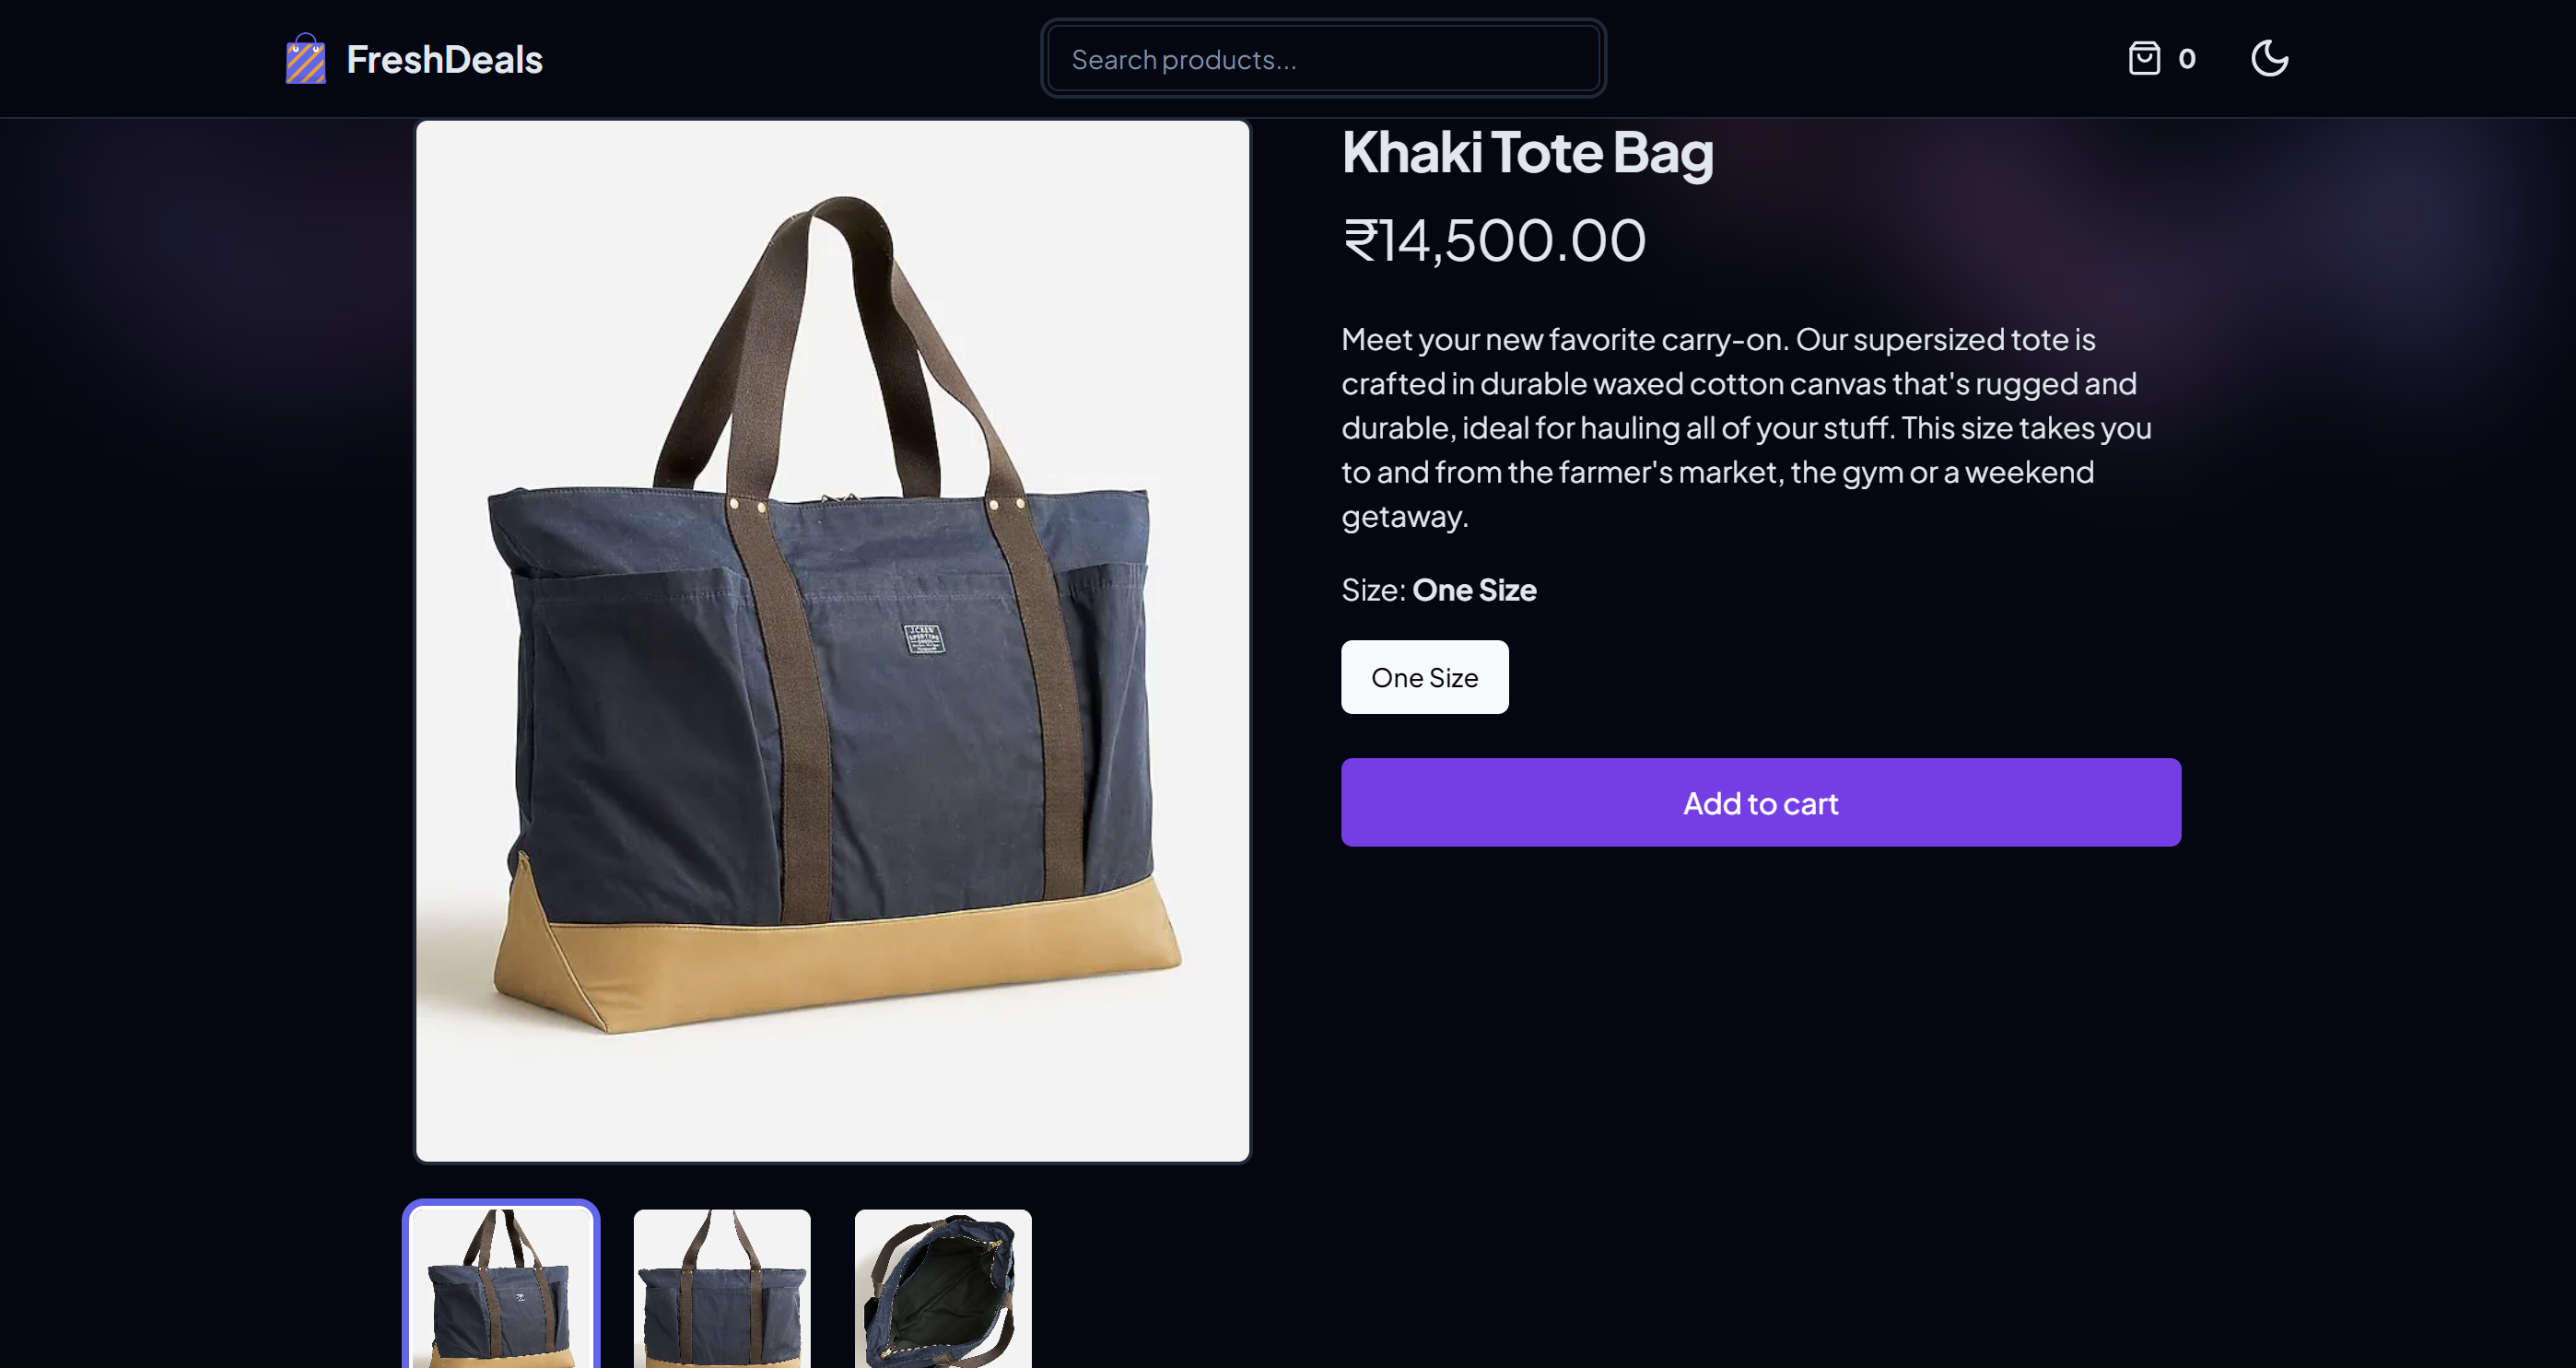 FreshDeals
Search products...
0
Khaki Tote Bag
₹14,500.00
Meet your new favorite carry-on. Our supersized tote is
crafted in durable waxed cotton canvas that's rugged and
durable, ideal for hauling all of your stuff. This size takes you
to and from the farmer's market, the gym or a weekend
getaway.
Size: One Size
One Size
Add to cart
J.CREW